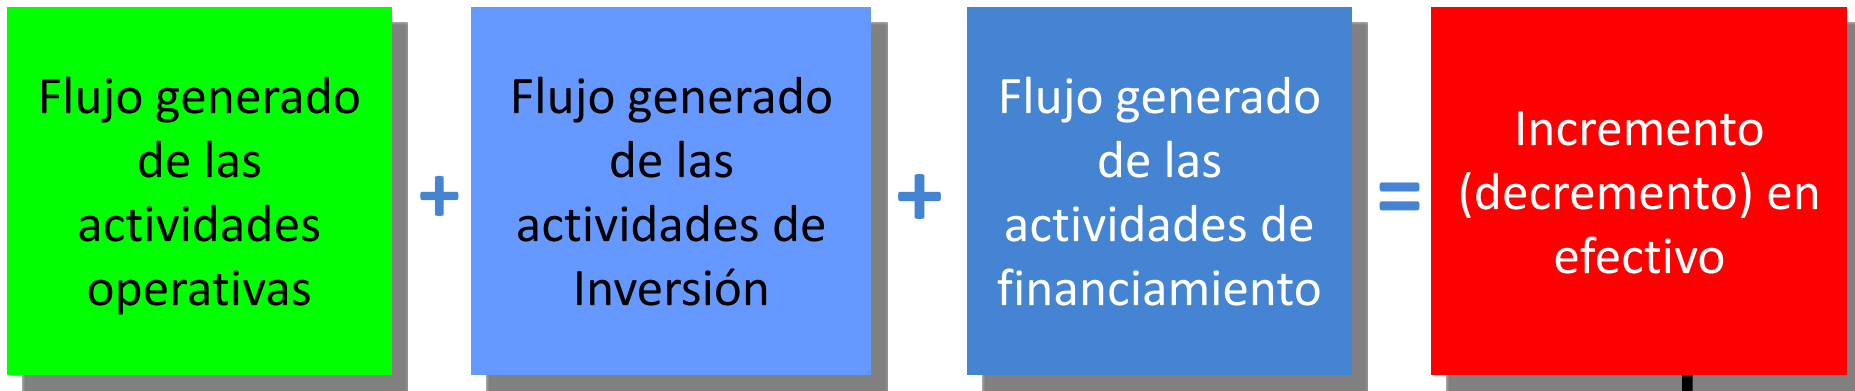 Flujo generado
de las
actividades
operativas
+
Flujo generado
de las
actividades de
Inversión
+
Flujo generado
de las
actividades de
financiamiento
=
Incremento
(decremento) en
efectivo